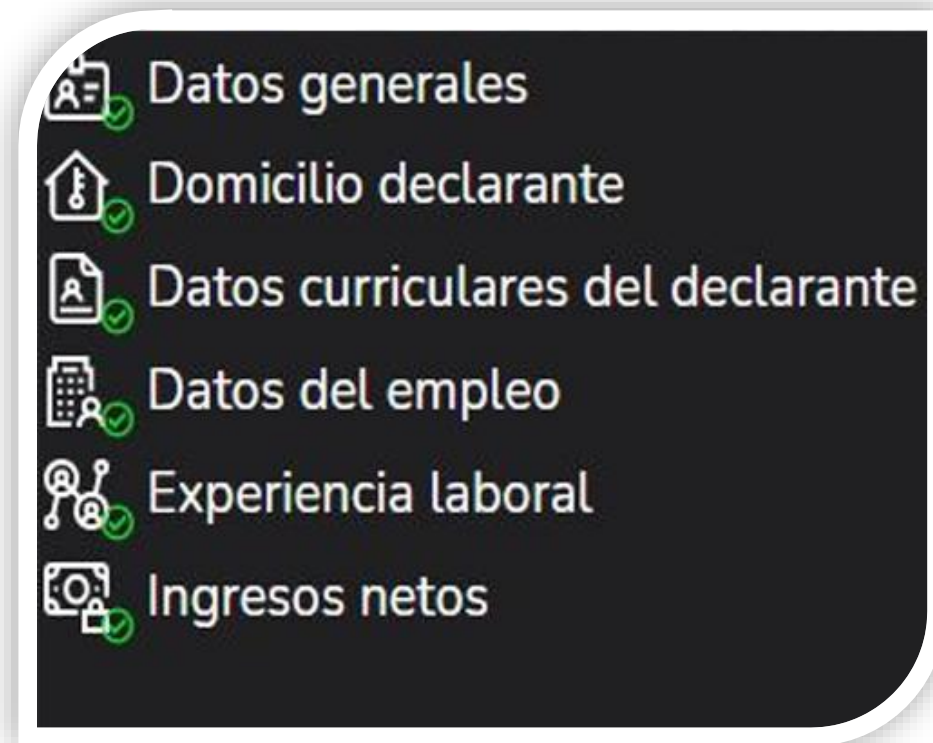 Datos generales
Domicilio declarante
Datos curriculares del declarante
Datos del empleo
Experiencia laboral
Ingresos netos